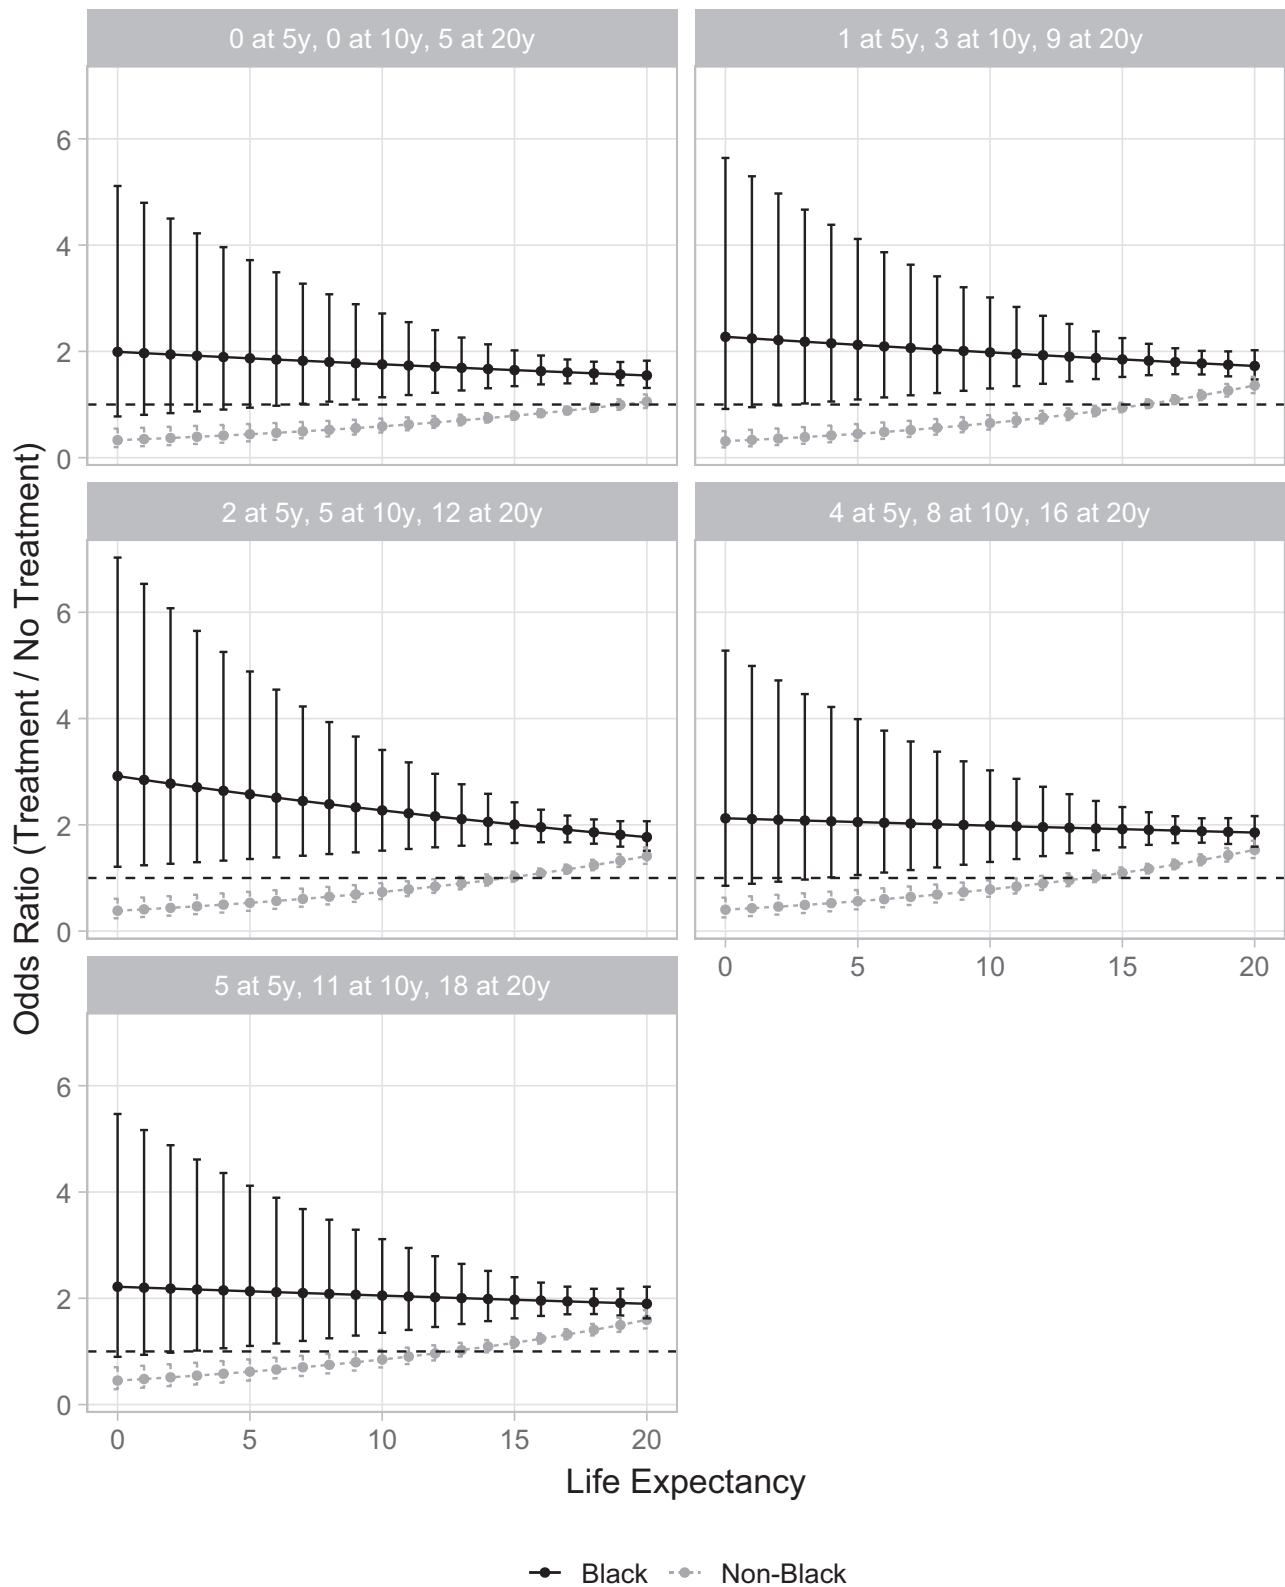 0 at 5y, 0 at 10y, 5 at 20y
1 at 5y, 3 at 10y, 9 at 20y
6
4
2
0
2 at 5y, 5 at 10y, 12 at 20y
4 at 5y, 8 at 10y, 16 at 20y
6
4
2
0
0 5 10 15 20
5 at 5y, 11 at 10y, 18 at 20y
6
4
2
0
0 5 10 15 20
Odds Ratio (Treatment / No Treatment)
Life Expectancy
Black Non-Black